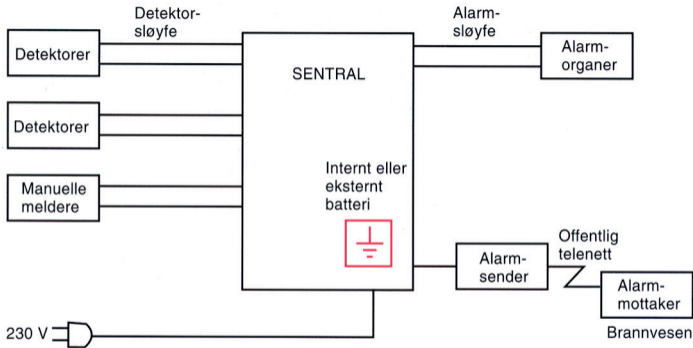 Detektor-
sløyfe
Alarm-
sløyfe
Detektorer
SENTRAL
Alarm-
organer
Detektorer
Manuelle
meldere
Internt eller
eksternt
batteri
Alarm-
sender
Offentlig
telenett
Alarm-
mottaker
230 V
Brannvesen